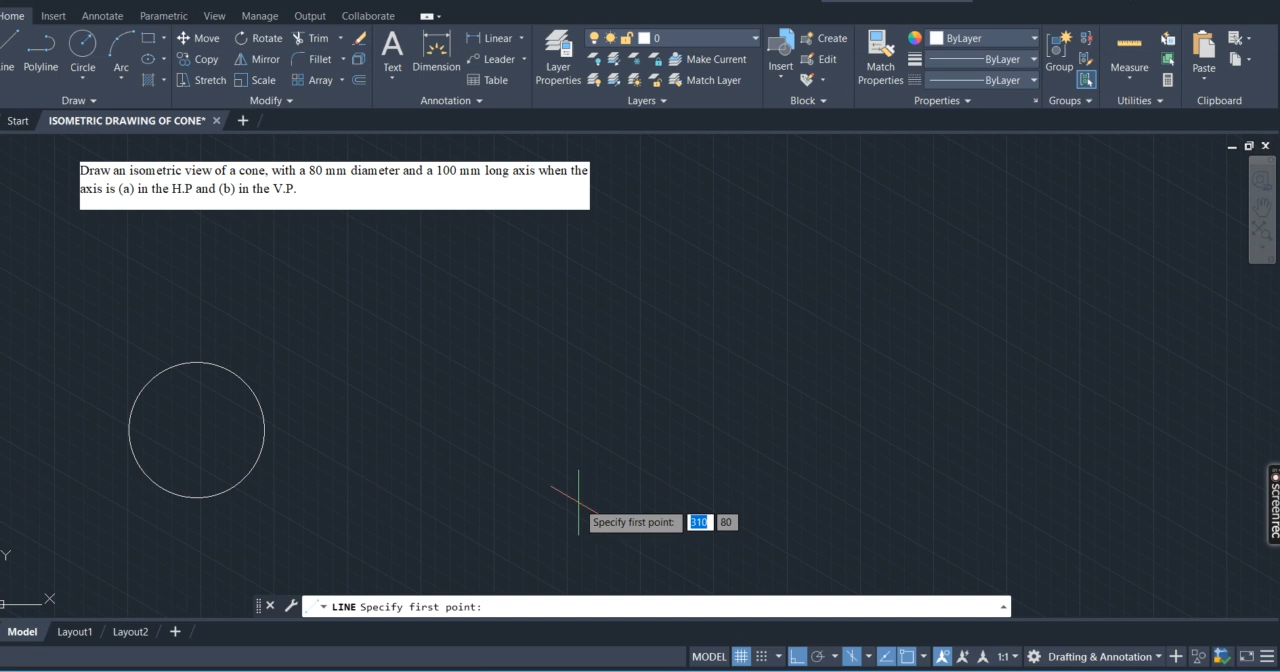 Home Insert Annotate Parametric View Manage Output Collaborate
Move Rotate Trim Linear 0 Create ByLayer
Line Polyline Circle Arc Copy Mirror Fillet Text Dimension Leader Layer Properties Make Current Insert Edit Match Properties ByLayer Group Measure Paste
Stretch Scale Array Table Match Layer ByLayer
Draw Modify Annotation Layers Block Properties Groups Utilities Clipboard
Start ISOMETRIC DRAWING OF CONE*
Draw an isometric view of a cone, with a 80 mm diameter and a 100 mm long axis when the
axis is (a) in the H.P and (b) in the V.P.
Specify first point: 310 80
Y
X
LINE Specify first point:
Model Layout1 Layout2
MODEL 1:1 Drafting & Annotation